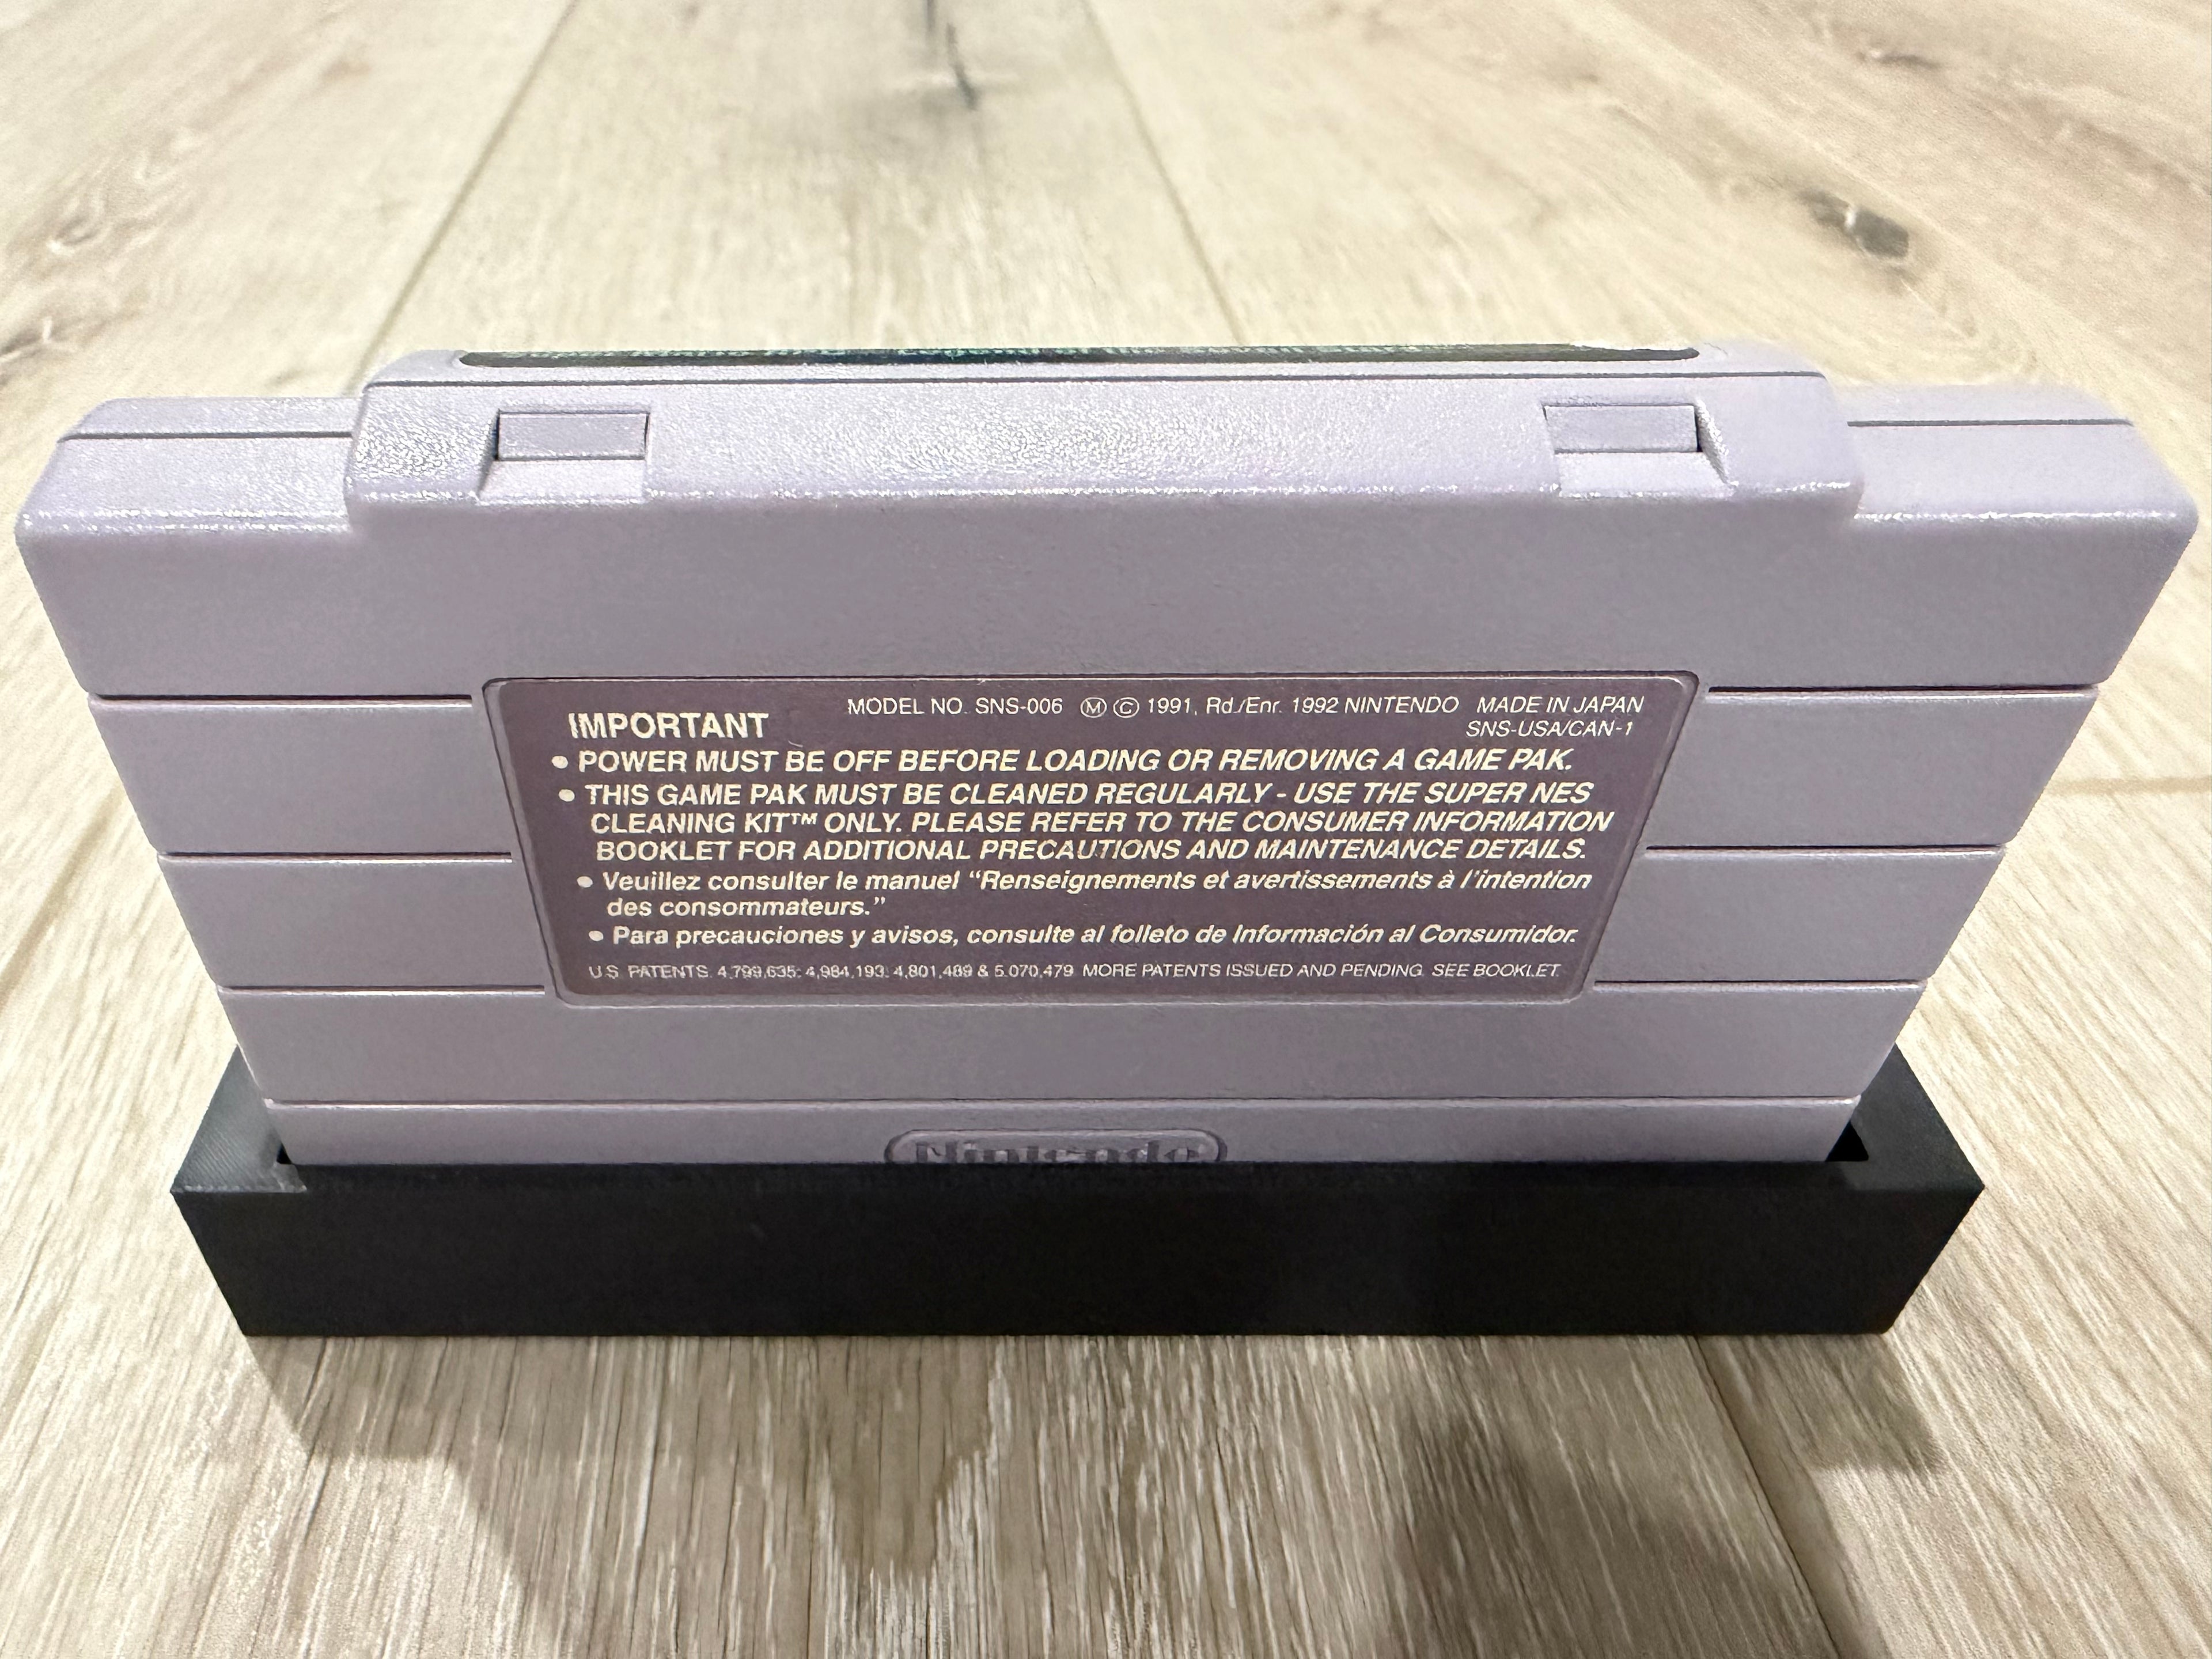 MODEL NO. SNS-006 Ⓜ © 1991, Rd./Enr. 1992 NINTENDO MADE IN JAPAN
SNS-USA/CAN-1
IMPORTANT
• POWER MUST BE OFF BEFORE LOADING OR REMOVING A GAME PAK.
• THIS GAME PAK MUST BE CLEANED REGULARLY - USE THE SUPER NES
CLEANING KIT™ ONLY. PLEASE REFER TO THE CONSUMER INFORMATION
BOOKLET FOR ADDITIONAL PRECAUTIONS AND MAINTENANCE DETAILS.
• Veuillez consulter le manuel “Renseignements et avertissements à l'intention
des consommateurs.”
• Para precauciones y avisos, consulte al folleto de Información al Consumidor.
U.S. PATENTS. 4,799,635; 4,984,193; 4,801,489 & 5,070,479 MORE PATENTS ISSUED AND PENDING. SEE BOOKLET.
Nintendo